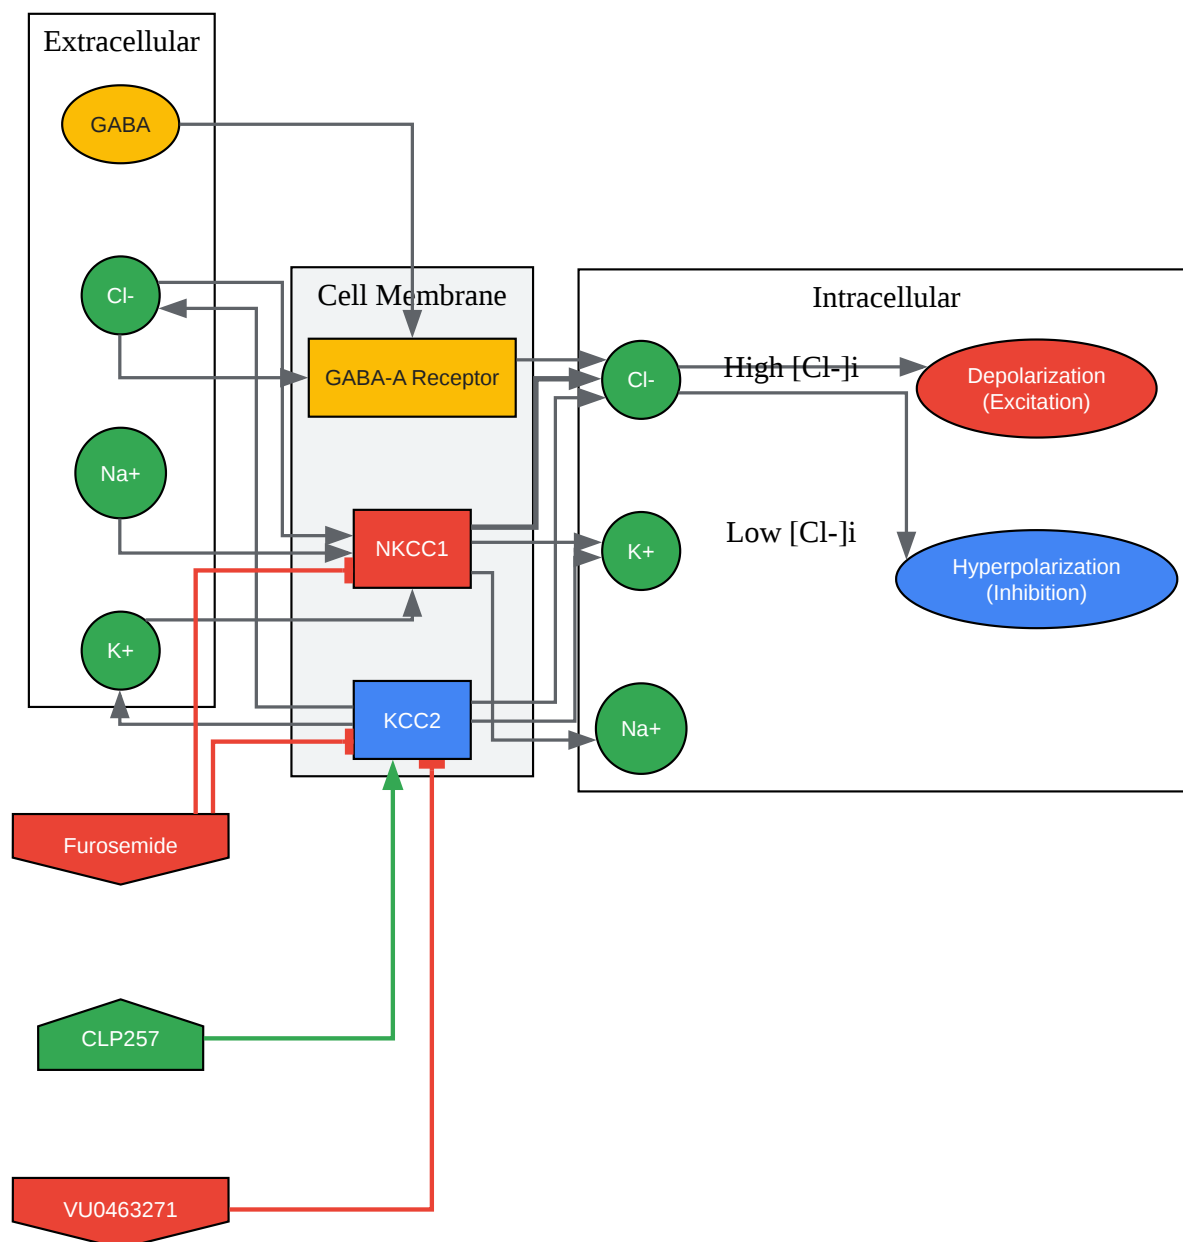 Extracellular
GABA
Cl-
Na+
K+
Cell Membrane
GABA-A Receptor
NKCC1
KCC2
Intracellular
Cl-
K+
Na+
High [Cl-]i
Low [Cl-]i
Depolarization
(Excitation)
Hyperpolarization
(Inhibition)
Furosemide
CLP257
VU0463271